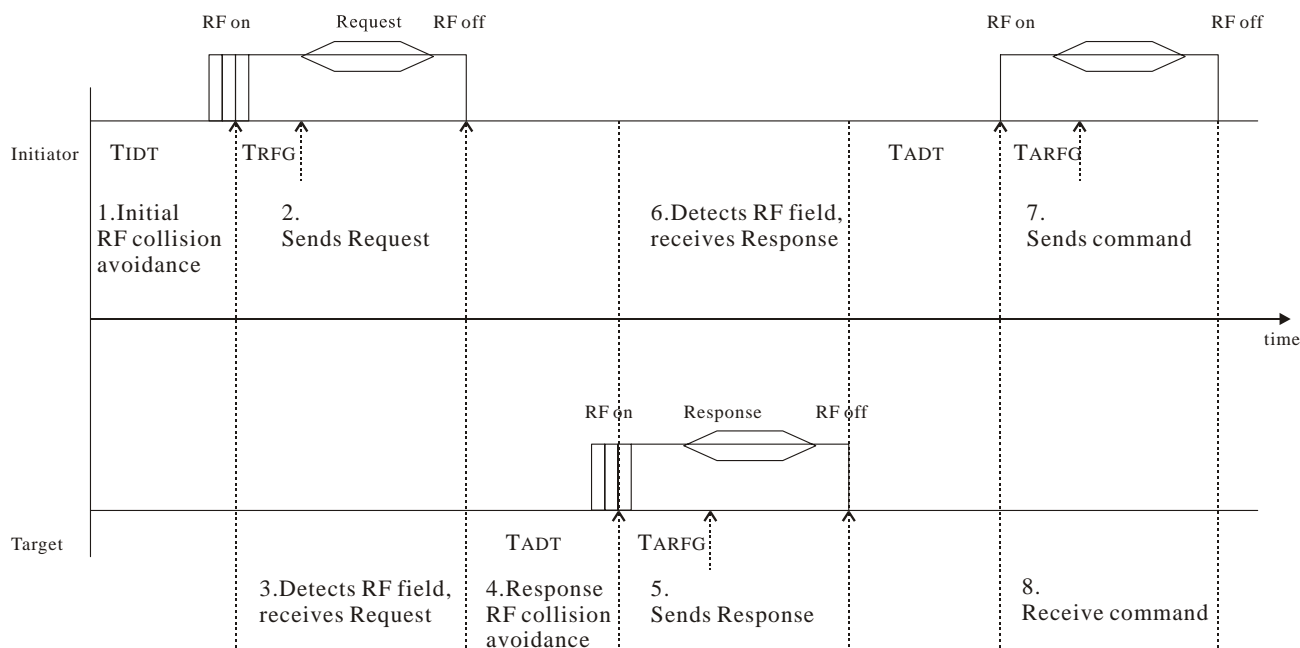 RF on
Request
RF off
RF on
RF off
Initiator
TIDT
TRFG
TADT
TARFG
1.Initial
RF collision
avoidance
2.
Sends Request
6.Detects RF field,
receives Response
7.
Sends command
time
RF on
Response
RF off
Target
TADT
TARFG
3.Detects RF field,
receives Request
4.Response
RF collision
avoidance
5.
Sends Response
8.
Receive command